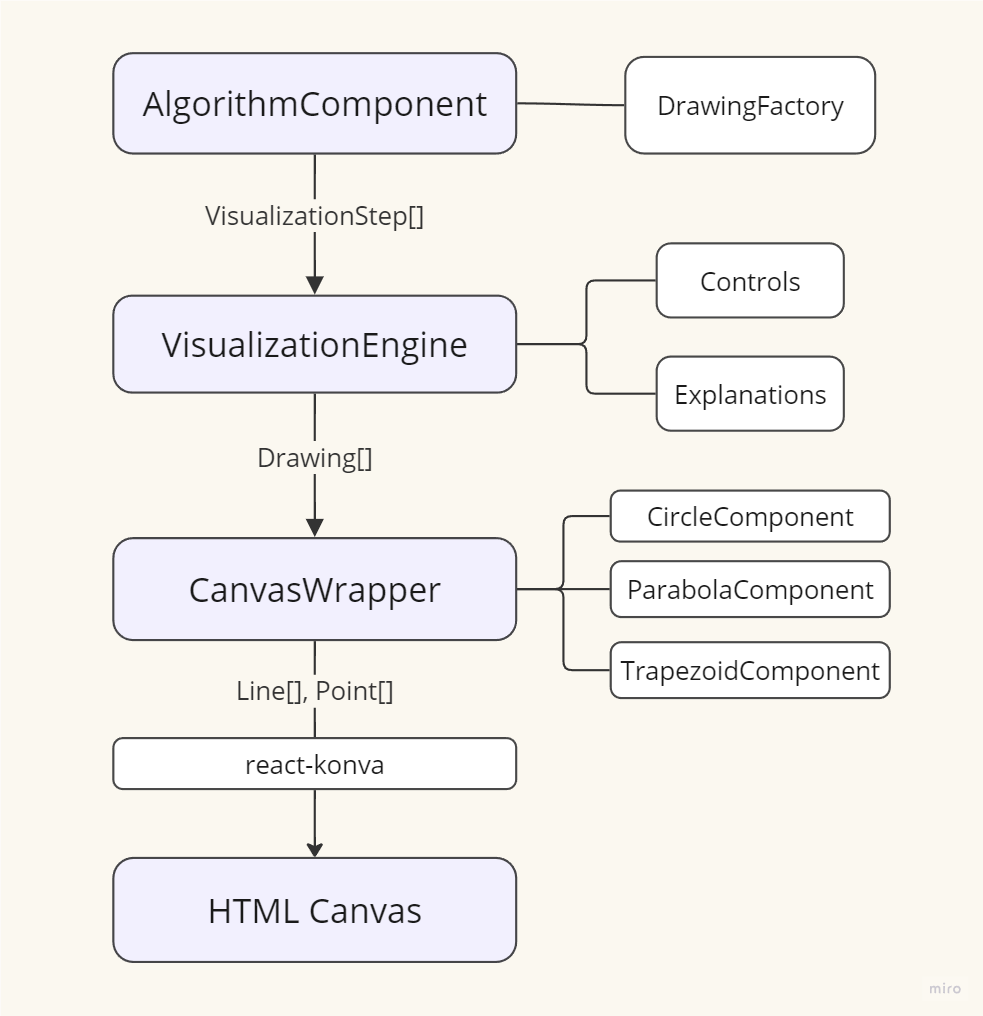 AlgorithmComponent
DrawingFactory
VisualizationStep[]
VisualizationEngine
Controls
Explanations
Drawing[]
CanvasWrapper
CircleComponent
ParabolaComponent
TrapezoidComponent
Line[], Point[]
react-konva
HTML Canvas
miro